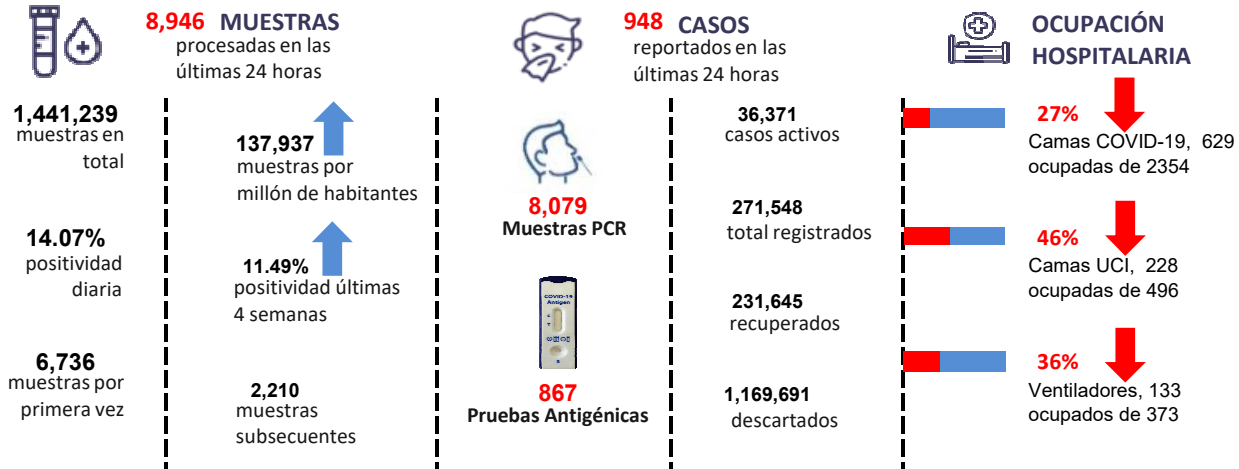 8,946 MUESTRAS
procesadas en las
últimas 24 horas
1,441,239
muestras en
total
137,937
muestras por
millón de habitantes
14.07%
positividad
diaria
11.49%
positividad últimas
4 semanas
6,736
muestras por
primera vez
2,210
muestras
subsecuentes
948 CASOS
reportados en las
últimas 24 horas
8,079
Muestras PCR
COVID-19
Antigen
867
Pruebas Antigénicas
36,371
casos activos
271,548
total registrados
231,645
recuperados
1,169,691
descartados
OCUPACIÓN
HOSPITALARIA
27%
Camas COVID-19, 629
ocupadas de 2354
46%
Camas UCI, 228
ocupadas de 496
36%
Ventiladores, 133
ocupados de 373